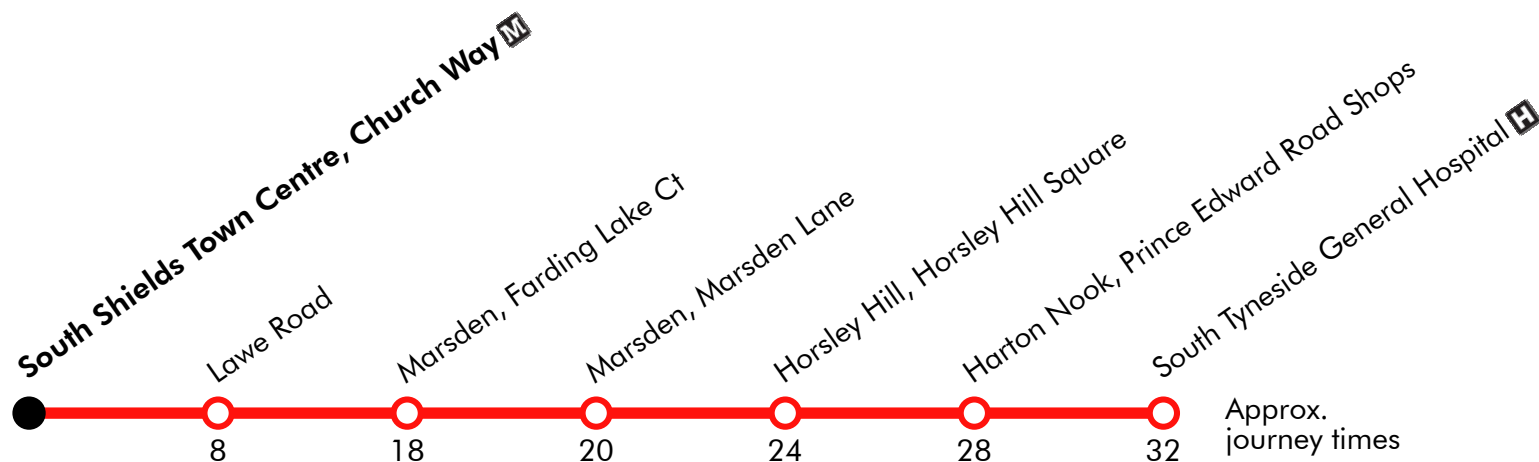 South Shields Town Centre, Church Way M
Lawe Road
Marsden, Farding Lake Ct
Marsden, Marsden Lane
Horsley Hill, Horsley Hill Square
Harton Nook, Prince Edward Road Shops
South Tyneside General Hospital H
8 18 20 24 28 32
Approx.
journey times